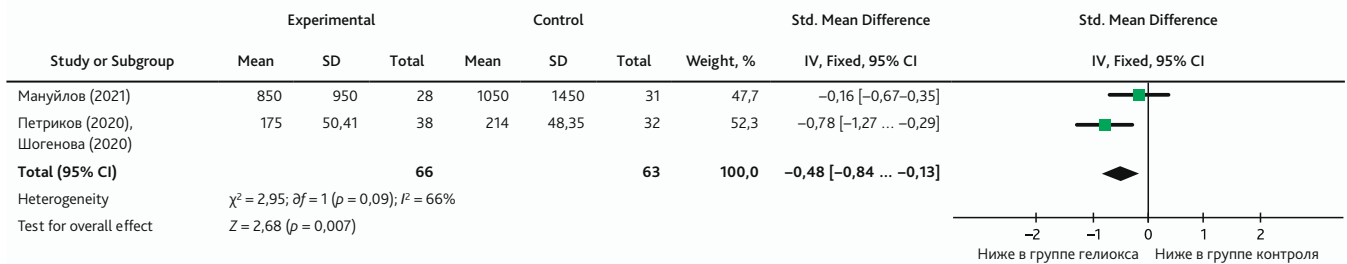 Experimental Control Std. Mean Difference Std. Mean Difference
Study or Subgroup Mean SD Total Mean SD Total Weight, % IV, Fixed, 95% CI IV, Fixed, 95% CI
Мануйлов (2021) 850 950 28 1050 1450 31 47,7 –0,16 [–0,67–0,35]
Петриков (2020), 175 50,41 38 214 48,35 32 52,3 –0,78 [–1,27 … –0,29]
Шогенова (2020)
Total (95% CI) 66 63 100,0 –0,48 [–0,84 … –0,13]
Heterogeneity χ² = 2,95; ∂f = 1 (p = 0,09); I² = 66%
Test for overall effect Z = 2,68 (p = 0,007)
–2 –1 0 1 2
Ниже в группе гелиокса Ниже в группе контроля